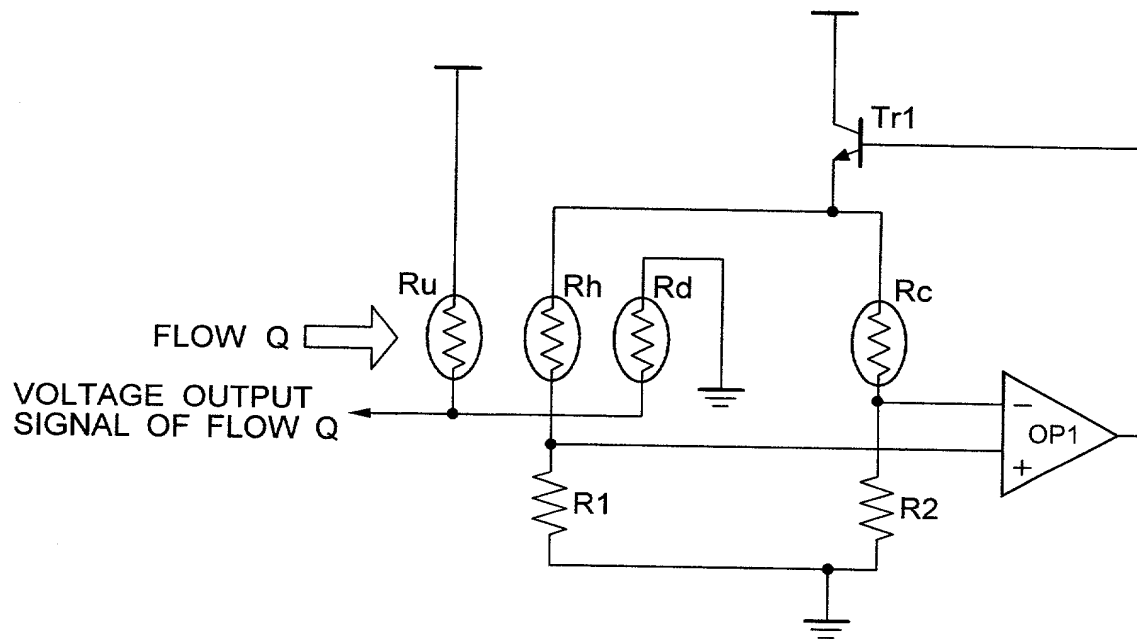 Tr1
Ru
Rh
Rd
Rc
FLOW Q
VOLTAGE OUTPUT
SIGNAL OF FLOW Q
−
OP1
+
R1
R2